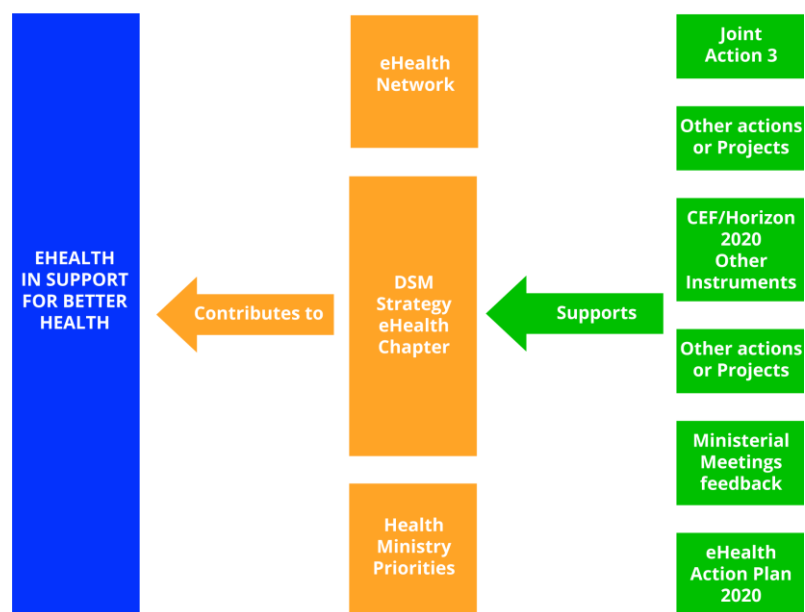 EHEALTH
IN SUPPORT
FOR BETTER
HEALTH
Contributes to
eHealth
Network
DSM
Strategy
eHealth
Chapter
Health
Ministry
Priorities
Supports
Joint
Action 3
Other actions
or Projects
CEF/Horizon
2020
Other
Instruments
Other actions
or Projects
Ministerial
Meetings
feedback
eHealth
Action Plan
2020